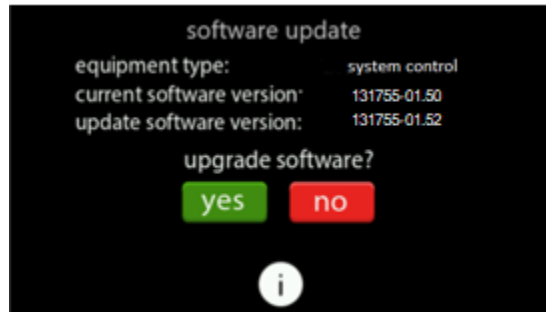 software update
equipment type: system control
current software version: 131755-01.50
update software version: 131755-01.52
upgrade software?
yes no
i